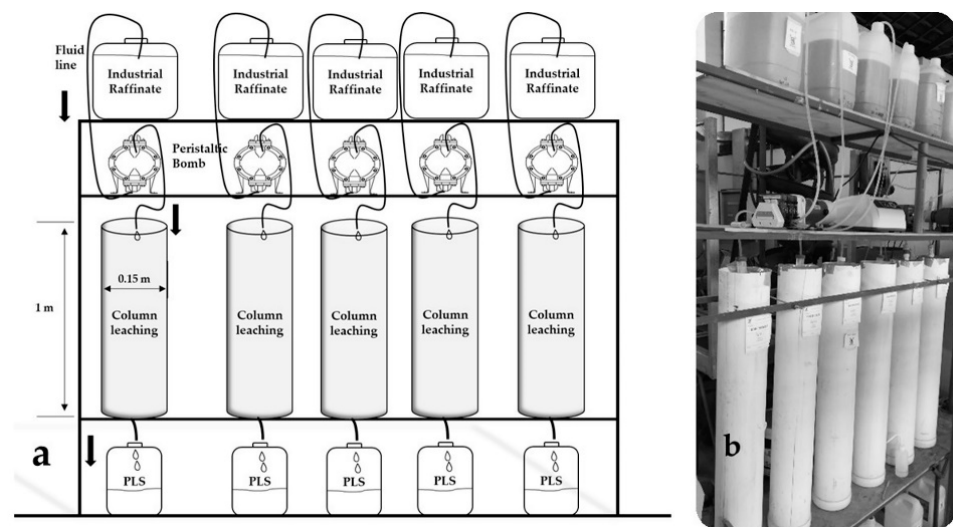 Fluid
line
Industrial
Raffinate
Industrial
Raffinate
Industrial
Raffinate
Industrial
Raffinate
Industrial
Raffinate
Peristaltic
Bomb
0.15 m
1 m
Column
leaching
Column
leaching
Column
leaching
Column
leaching
Column
leaching
a
PLS
PLS
PLS
PLS
PLS
b